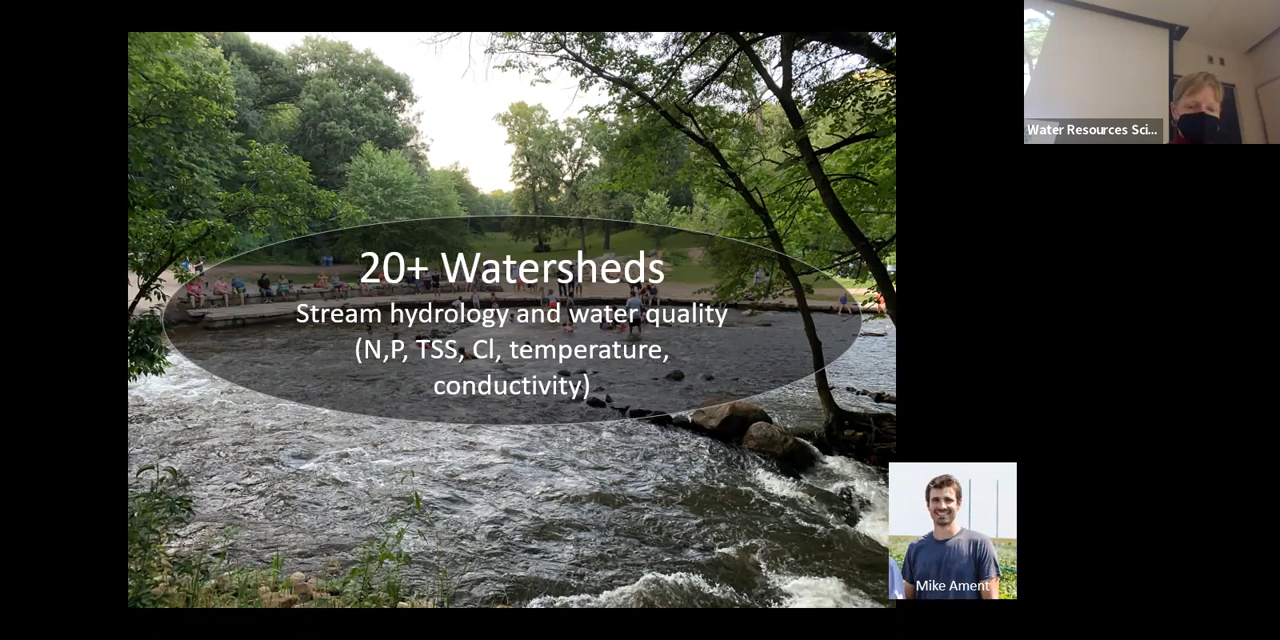 20+ Watersheds
Stream hydrology and water quality
(N,P, TSS, Cl, temperature,
conductivity)
Water Resources Sci...
Mike Ament